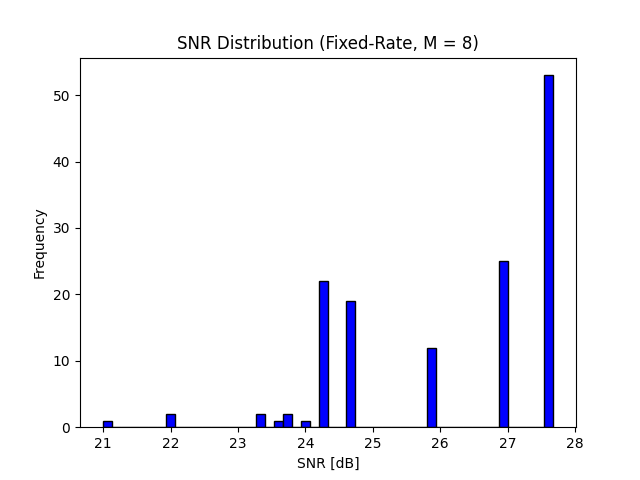 SNR Distribution (Fixed-Rate, M = 8)
Frequency
50
40
30
20
10
0
21 22 23 24 25 26 27 28
SNR [dB]